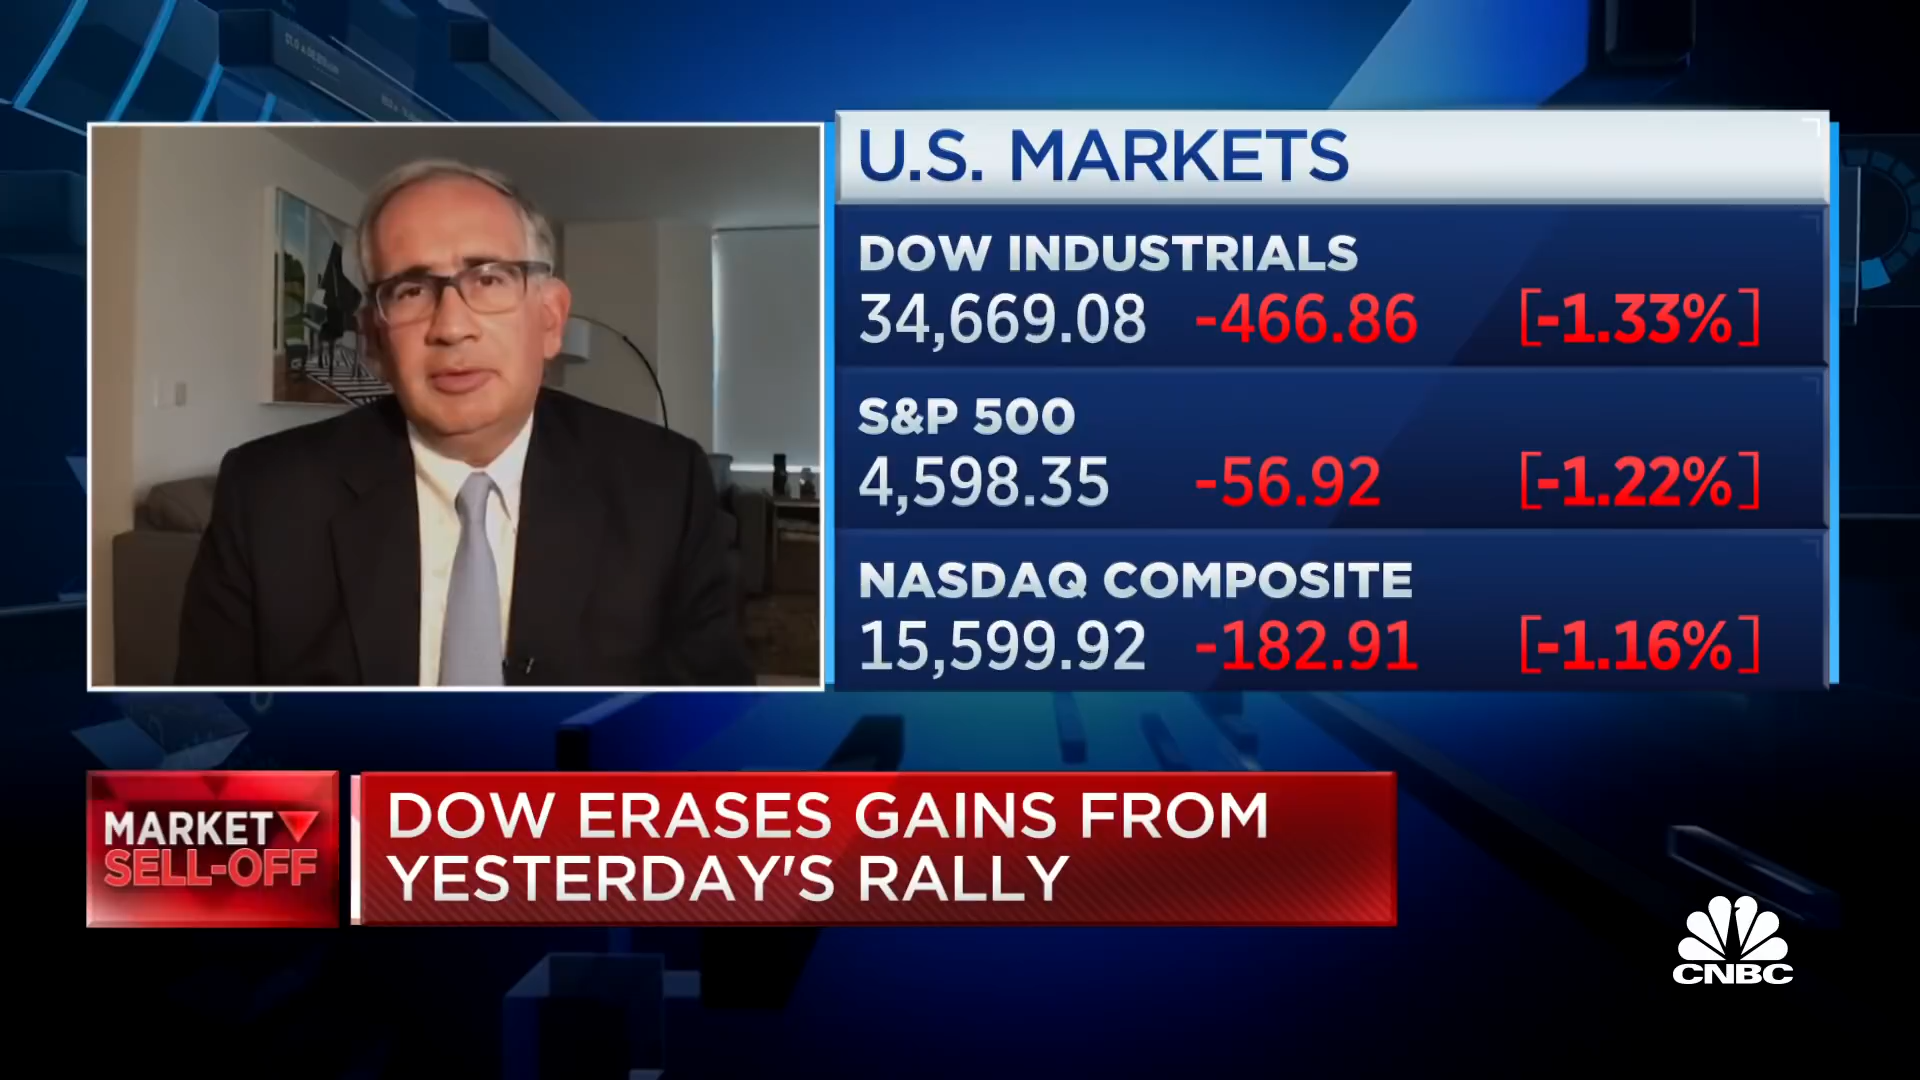 U.S. MARKETS
DOW INDUSTRIALS
34,669.08 -466.86 [-1.33%]
S&P 500
4,598.35 -56.92 [-1.22%]
NASDAQ COMPOSITE
15,599.92 -182.91 [-1.16%]
MARKET
SELL-OFF
DOW ERASES GAINS FROM
YESTERDAY'S RALLY
CNBC